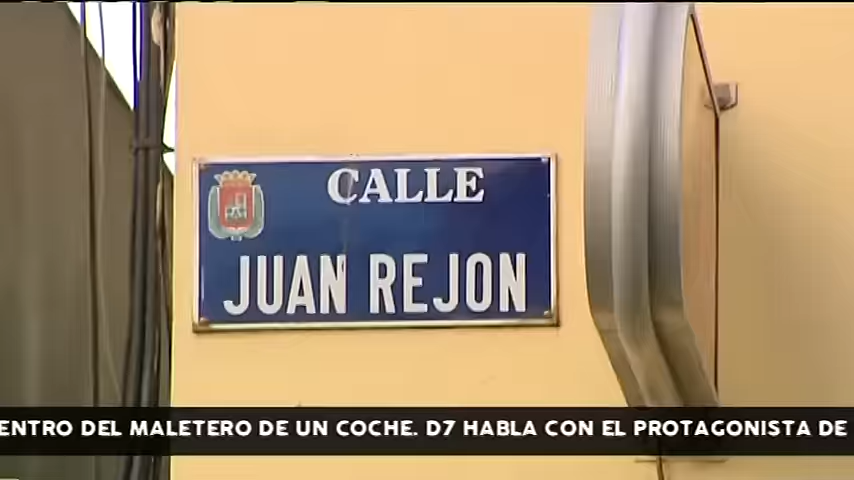 CALLE
JUAN REJON
ENTRO DEL MALETERO DE UN COCHE. D7 HABLA CON EL PROTAGONISTA DE